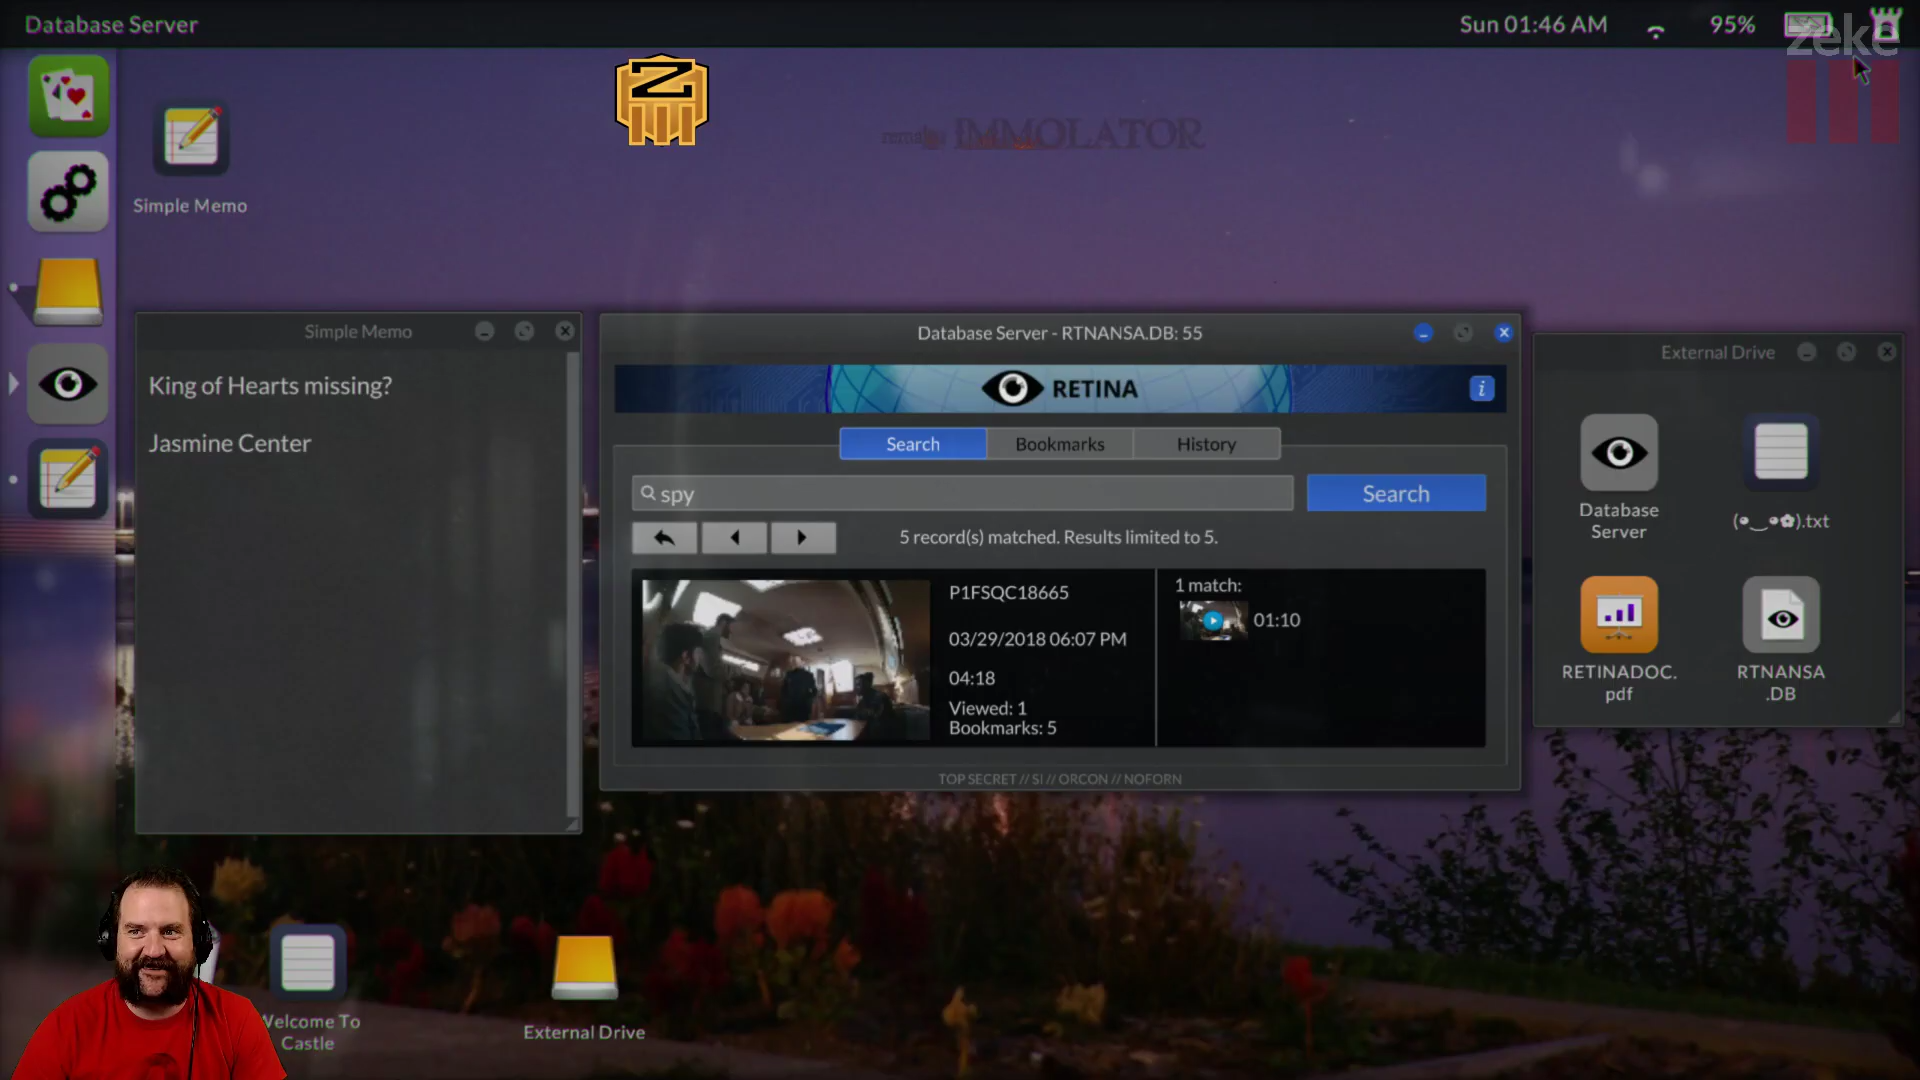 Database Server
Sun 01:46 AM
95%
zeke
Z
Simple Memo
IMMOLATOR
Simple Memo
King of Hearts missing?
Jasmine Center
Database Server - RTNANSA.DB: 55
RETINA
i
Search
Bookmarks
History
spy
Search
5 record(s) matched. Results limited to 5.
P1FSQC18665
03/29/2018 06:07 PM
04:18
Viewed: 1
Bookmarks: 5
1 match:
01:10
TOP SECRET // SI // ORCON // NOFORN
External Drive
Database
Server
(•‿•✿).txt
RETINADOC.
pdf
RTNANSA
.DB
Welcome To
Castle
External Drive